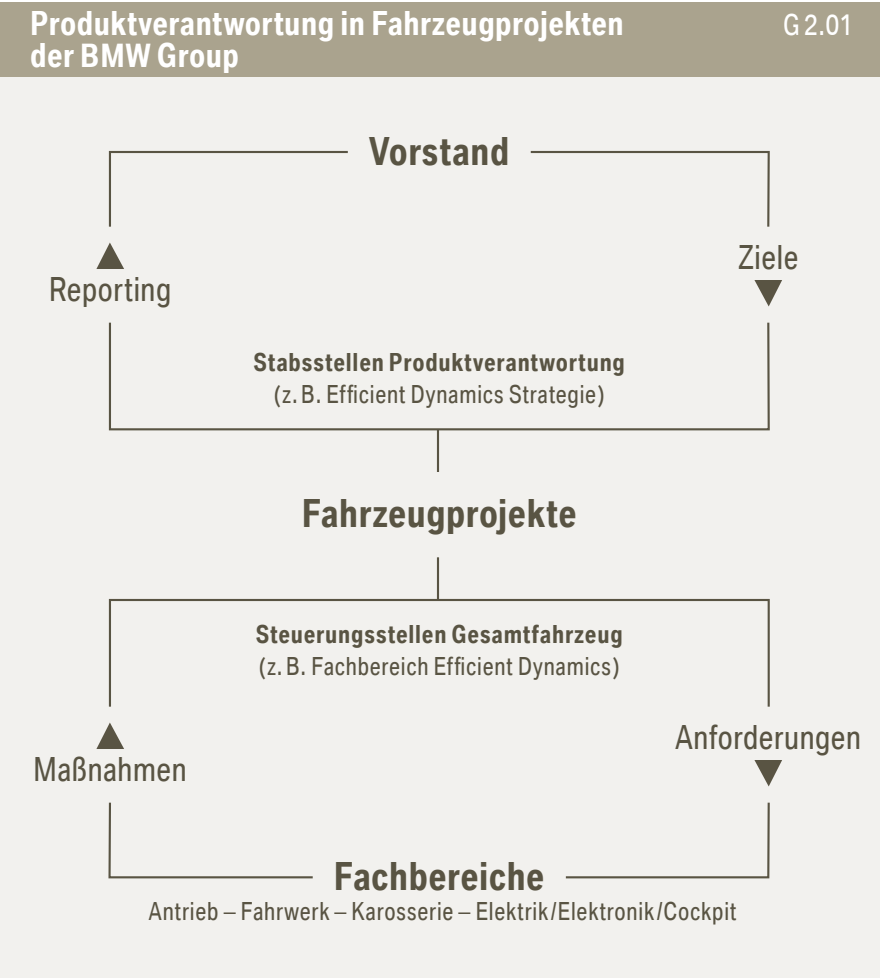 Produktverantwortung in Fahrzeugprojekten
der BMW Group
G 2.01
Vorstand
Reporting
Ziele
Stabsstellen Produktverantwortung
(z. B. Efficient Dynamics Strategie)
Fahrzeugprojekte
Steuerungsstellen Gesamtfahrzeug
(z. B. Fachbereich Efficient Dynamics)
Maßnahmen
Anforderungen
Fachbereiche
Antrieb – Fahrwerk – Karosserie – Elektrik/Elektronik/Cockpit